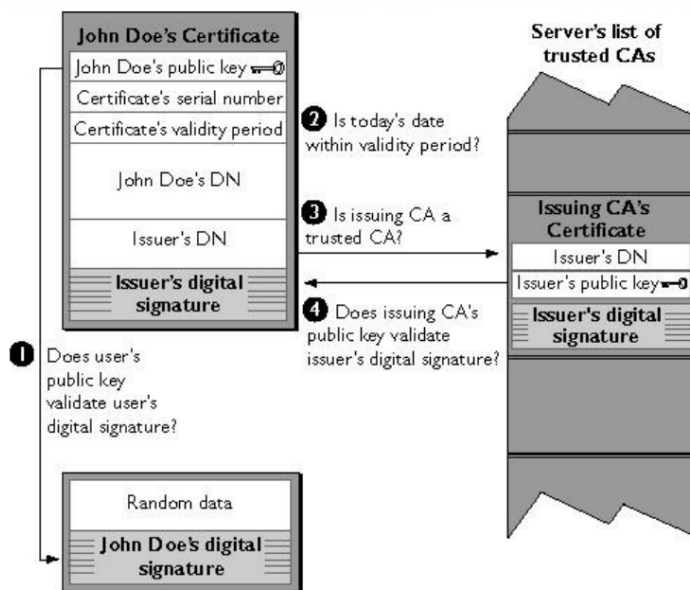 John Doe's Certificate
John Doe's public key
Certificate's serial number
Certificate's validity period
John Doe's DN
Issuer's DN
Issuer's digital
signature
Server's list of
trusted CAs
2 Is today's date
within validity period?
3 Is issuing CA a
trusted CA?
Issuing CA's
Certificate
Issuer's DN
Issuer's public key
Issuer's digital
signature
4 Does issuing CA's
public key validate
issuer's digital signature?
1 Does user's
public key
validate user's
digital signature?
Random data
John Doe's digital
signature